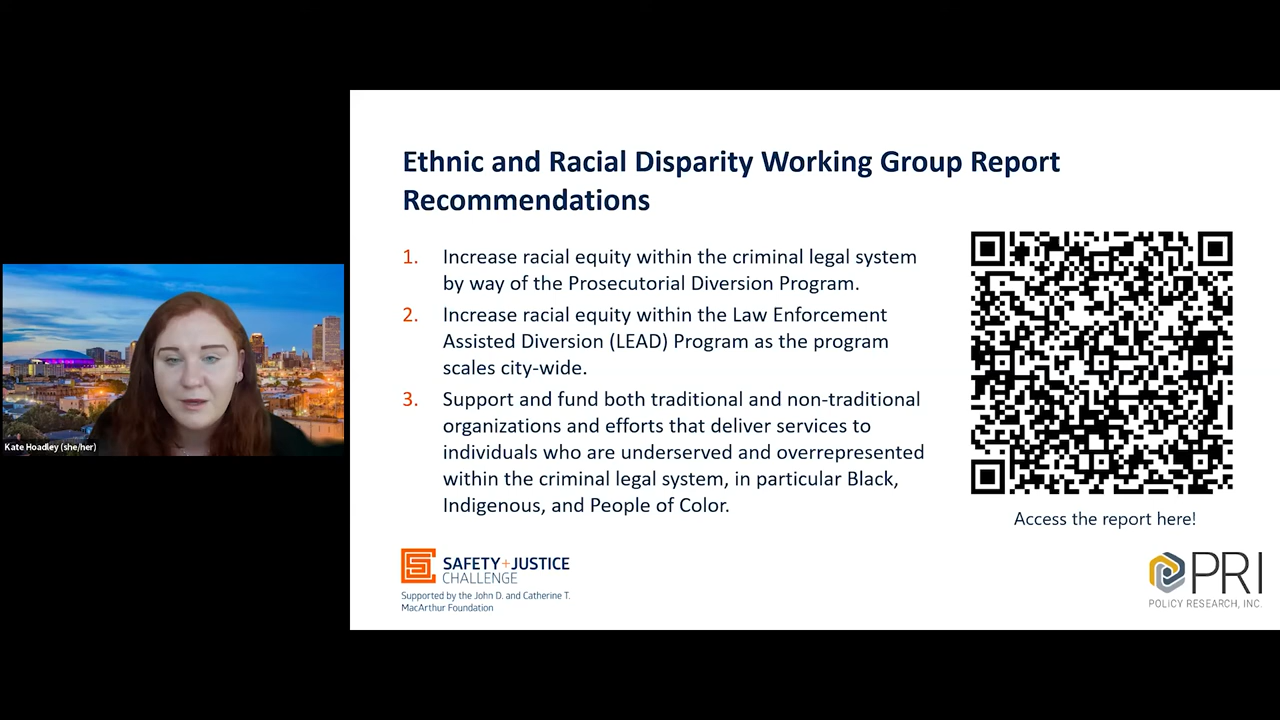 Ethnic and Racial Disparity Working Group Report
Recommendations
1. Increase racial equity within the criminal legal system
by way of the Prosecutorial Diversion Program.
2. Increase racial equity within the Law Enforcement
Assisted Diversion (LEAD) Program as the program
scales city-wide.
3. Support and fund both traditional and non-traditional
organizations and efforts that deliver services to
individuals who are underserved and overrepresented
within the criminal legal system, in particular Black,
Indigenous, and People of Color.
Access the report here!
Kate Hoadley (she/her)
SAFETY+JUSTICE
CHALLENGE
Supported by the John D. and Catherine T.
MacArthur Foundation
PRI
POLICY RESEARCH, INC.